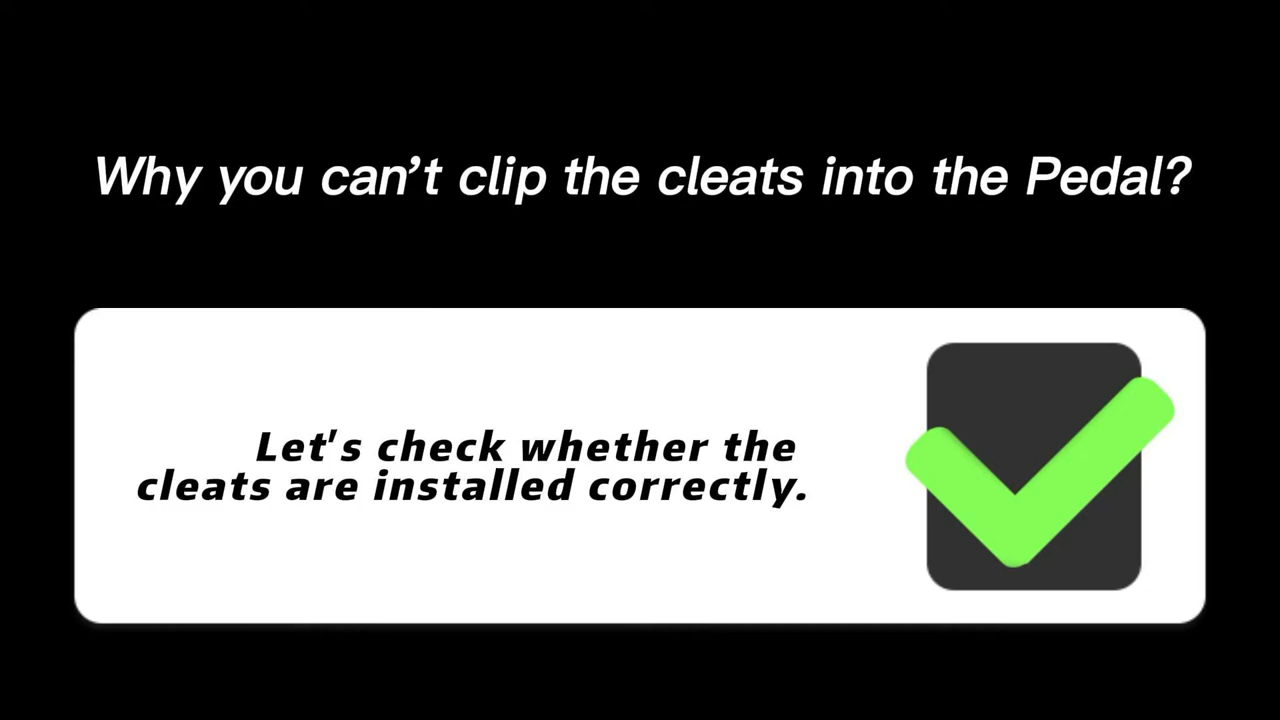 Why you can’t clip the cleats into the Pedal?
Let's check whether the
cleats are installed correctly.